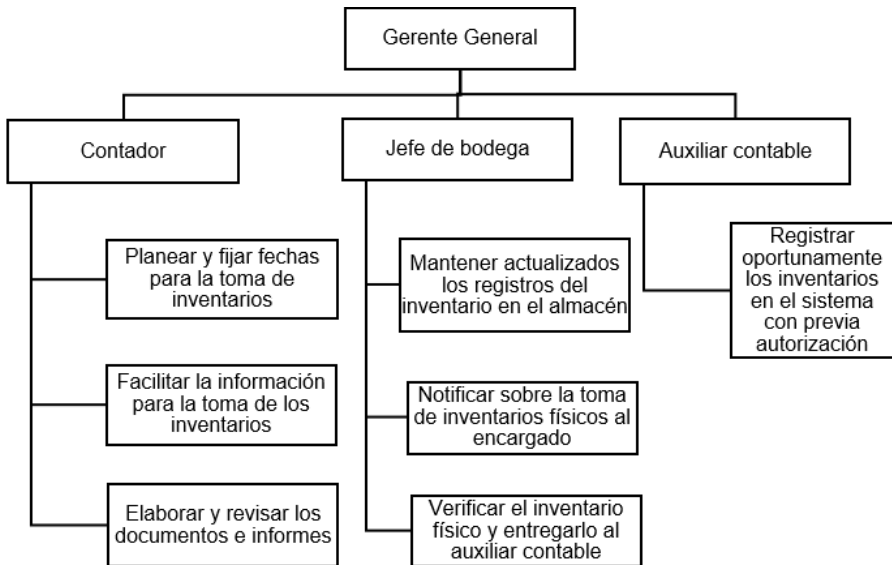 Gerente General
Contador
Jefe de bodega
Auxiliar contable
Planear y fijar fechas
para la toma de
inventarios
Facilitar la información
para la toma de los
inventarios
Elaborar y revisar los
documentos e informes
Mantener actualizados
los registros del
inventario en el almacén
Notificar sobre la toma
de inventarios físicos al
encargado
Verificar el inventario
físico y entregarlo al
auxiliar contable
Registrar
oportunamente
los inventarios
en el sistema
con previa
autorización